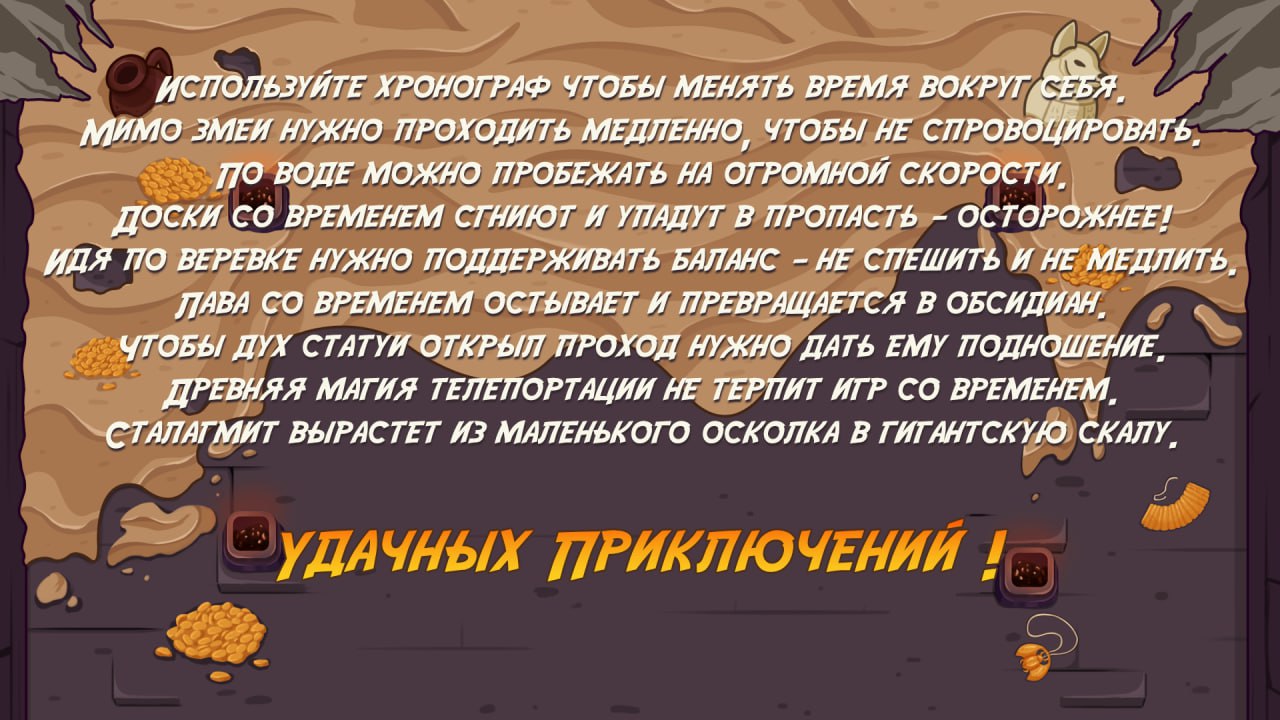 Используйте хронограф чтобы менять время вокруг себя.
Мимо змеи нужно проходить медленно, чтобы не спровоцировать.
По воде можно пробежать на огромной скорости.
Доски со временем сгниют и упадут в пропасть - осторожнее!
Идя по веревке нужно поддерживать баланс - не спешить и не медлить.
Лава со временем остывает и превращается в обсидиан.
Чтобы дух статуи открыл проход нужно дать ему подношение.
Древняя магия телепортации не терпит игр со временем.
Сталагмит вырастет из маленького осколка в гигантскую скалу.
Удачных Приключений !